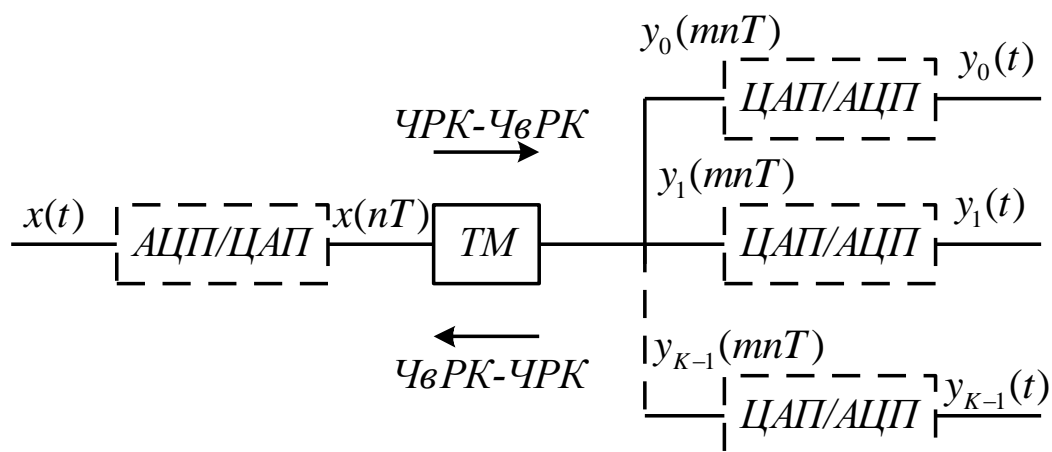 y₀(mnT)
ЦАП/АЦП
y₀(t)
ЧРК-ЧвРК
y₁(mnT)
x(t)
АЦП/ЦАП
x(nT)
ТМ
ЦАП/АЦП
y₁(t)
ЧвРК-ЧРК
y_{K-1}(mnT)
ЦАП/АЦП
y_{K-1}(t)